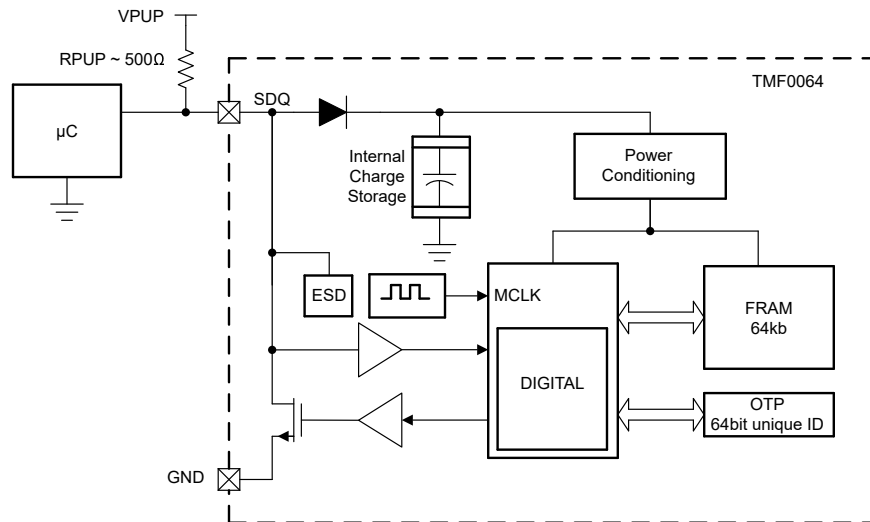 VPUP
RPUP ~ 500Ω
TMF0064
SDQ
µC
Internal
Charge
Storage
Power
Conditioning
ESD
MCLK
FRAM
64kb
DIGITAL
OTP
64bit unique ID
GND